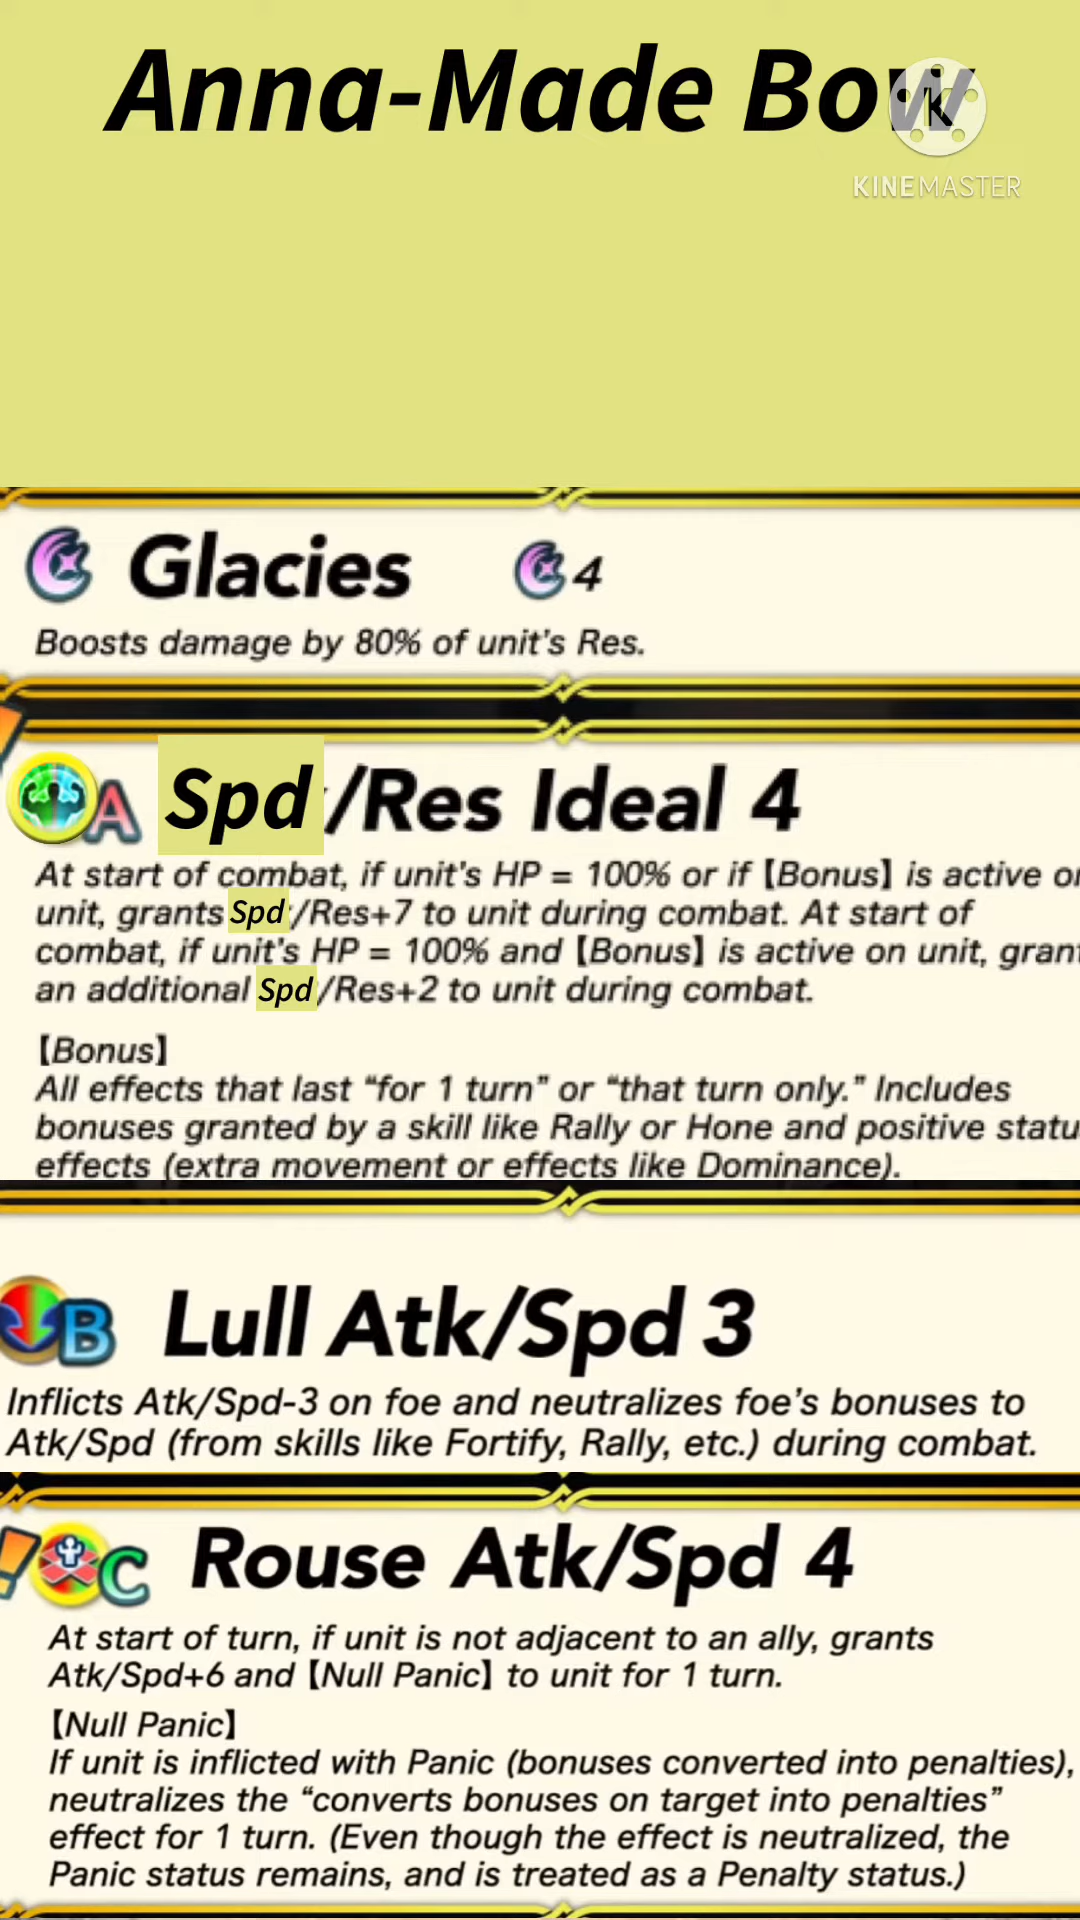 Anna-Made Bow
K
KINEMASTER
Glacies 4
Boosts damage by 80% of unit's Res.
A Spd/Res Ideal 4
At start of combat, if unit's HP = 100% or if【Bonus】is active on
unit, grants Spd/Res+7 to unit during combat. At start of
combat, if unit's HP = 100% and【Bonus】is active on unit, grant
an additional Spd/Res+2 to unit during combat.
【Bonus】
All effects that last “for 1 turn” or “that turn only.” Includes
bonuses granted by a skill like Rally or Hone and positive statu
effects (extra movement or effects like Dominance).
B Lull Atk/Spd 3
Inflicts Atk/Spd-3 on foe and neutralizes foe's bonuses to
Atk/Spd (from skills like Fortify, Rally, etc.) during combat.
C Rouse Atk/Spd 4
At start of turn, if unit is not adjacent to an ally, grants
Atk/Spd+6 and【Null Panic】to unit for 1 turn.
【Null Panic】
If unit is inflicted with Panic (bonuses converted into penalties),
neutralizes the “converts bonuses on target into penalties”
effect for 1 turn. (Even though the effect is neutralized, the
Panic status remains, and is treated as a Penalty status.)